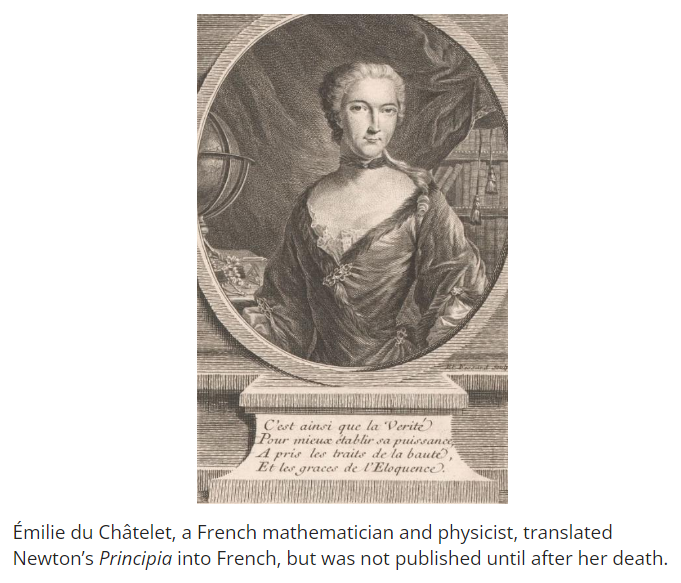 C'est ainsi que la Verité
Pour mieux établir sa puissance,
A pris les traits de la bauté,
Et les graces de l'Eloquence.
Émilie du Châtelet, a French mathematician and physicist, translated
Newton's Principia into French, but was not published until after her death.